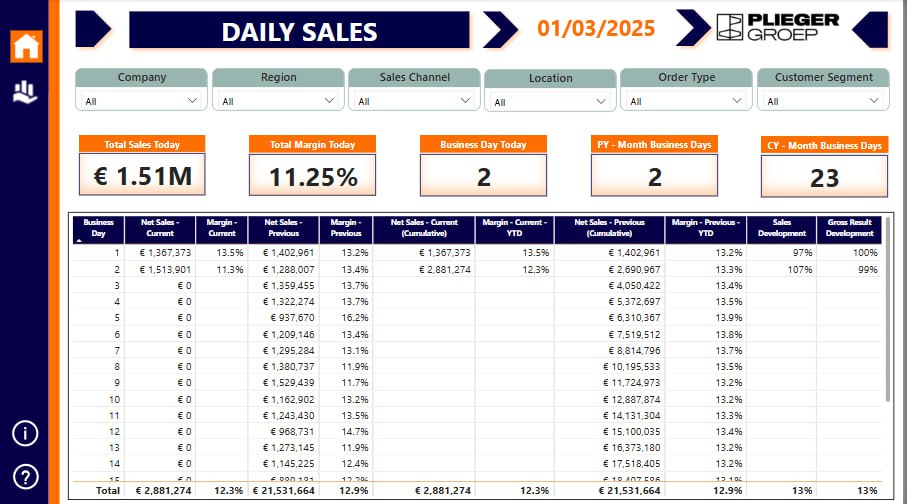 DAILY SALES
01/03/2025
PLIEGER
GROEP
Company Region Sales Channel Location Order Type Customer Segment
All All All All All All
Total Sales Today Total Margin Today Business Day Today PY - Month Business Days CY - Month Business Days
€ 1.51M 11.25% 2 2 23
Business Net Sales - Margin - Net Sales - Margin - Net Sales - Current Margin - Current - Net Sales - Previous Margin - Previous - Sales Gross Result
Day Current Current Previous Previous (Cumulative) YTD (Cumulative) YTD Development Development
1 € 1,367,373 13.5% € 1,402,961 13.2% € 1,367,373 13.5% € 1,402,961 13.2% 97% 100%
2 € 1,513,901 11.3% € 1,288,007 13.4% € 2,881,274 12.3% € 2,690,967 13.3% 107% 99%
3 € 0 € 1,359,455 13.7% € 4,050,422 13.4%
4 € 0 € 1,322,274 13.7% € 5,372,697 13.5%
5 € 0 € 937,670 16.2% € 6,310,367 13.9%
6 € 0 € 1,209,146 13.4% € 7,519,512 13.8%
7 € 0 € 1,295,284 13.1% € 8,814,796 13.7%
8 € 0 € 1,380,737 11.9% € 10,195,533 13.5%
9 € 0 € 1,529,439 11.7% € 11,724,973 13.2%
10 € 0 € 1,162,902 13.2% € 12,887,874 13.2%
11 € 0 € 1,243,430 13.5% € 14,131,304 13.3%
12 € 0 € 968,731 14.7% € 15,100,035 13.4%
13 € 0 € 1,273,145 11.9% € 16,373,180 13.2%
14 € 0 € 1,145,225 12.4% € 17,518,405 13.2%
15 € 0
Total € 2,881,274 12.3% € 21,531,664 12.9% € 2,881,274 12.3% € 21,531,664 12.9% 13% 13%